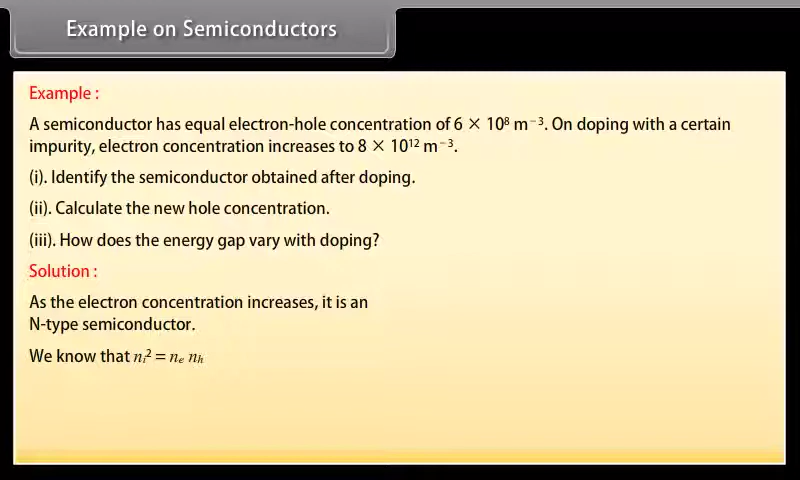 Example on Semiconductors
Example :
A semiconductor has equal electron-hole concentration of 6 × 10⁸ m⁻³. On doping with a certain
impurity, electron concentration increases to 8 × 10¹² m⁻³.
(i). Identify the semiconductor obtained after doping.
(ii). Calculate the new hole concentration.
(iii). How does the energy gap vary with doping?
Solution :
As the electron concentration increases, it is an
N-type semiconductor.
We know that nᵢ² = nₑ nₕ